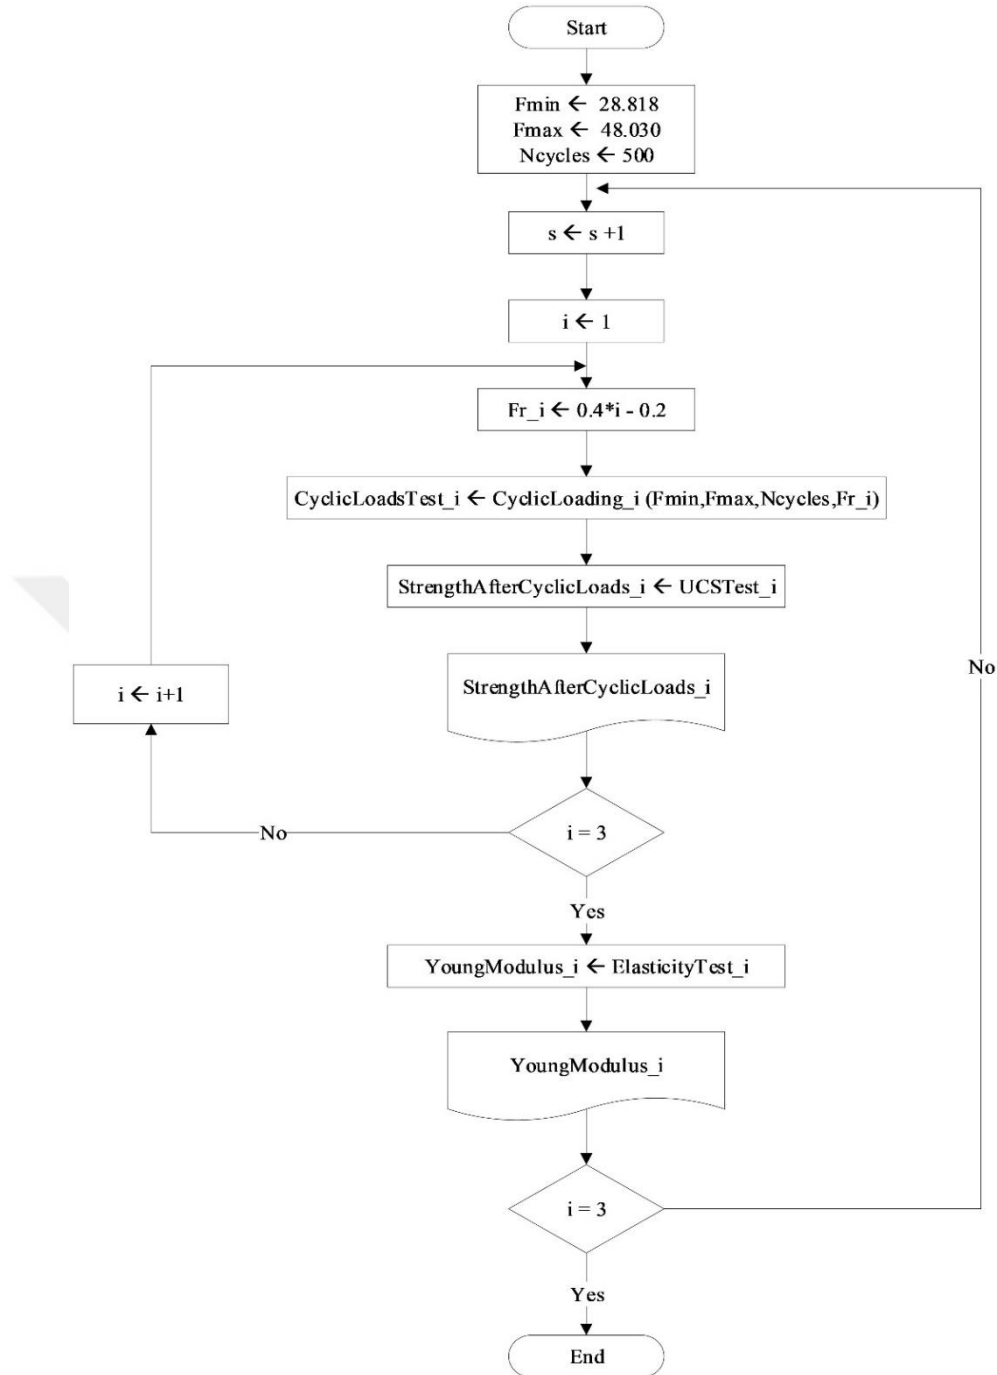 Start
Fmin ← 28.818
Fmax ← 48.030
Ncycles ← 500
s ← s +1
i ← 1
Fr_i ← 0.4*i - 0.2
CyclicLoadsTest_i ← CyclicLoading_i (Fmin,Fmax,Ncycles,Fr_i)
StrengthAfterCyclicLoads_i ← UCSTest_i
StrengthAfterCyclicLoads_i
i ← i+1
No
i = 3
No
Yes
YoungModulus_i ← ElasticityTest_i
YoungModulus_i
i = 3
Yes
End